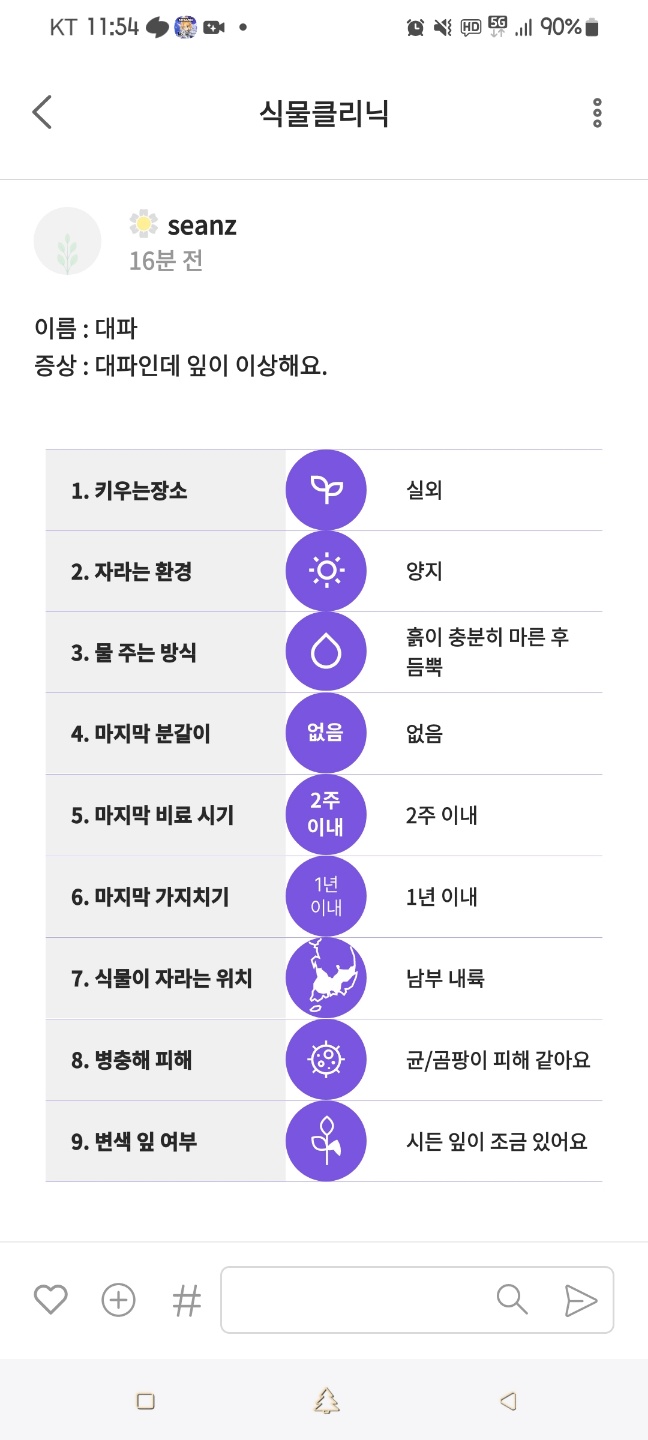 KT 11:54
HD 5G 90%
식물클리닉
seanz
16분 전
이름 : 대파
증상 : 대파인데 잎이 이상해요.
1. 키우는장소 실외
2. 자라는 환경 양지
3. 물 주는 방식 흙이 충분히 마른 후
듬뿍
4. 마지막 분갈이 없음 없음
5. 마지막 비료 시기 2주
이내 2주 이내
6. 마지막 가지치기 1년
이내 1년 이내
7. 식물이 자라는 위치 남부 내륙
8. 병충해 피해 균/곰팡이 피해 같아요
9. 변색 잎 여부 시든 잎이 조금 있어요